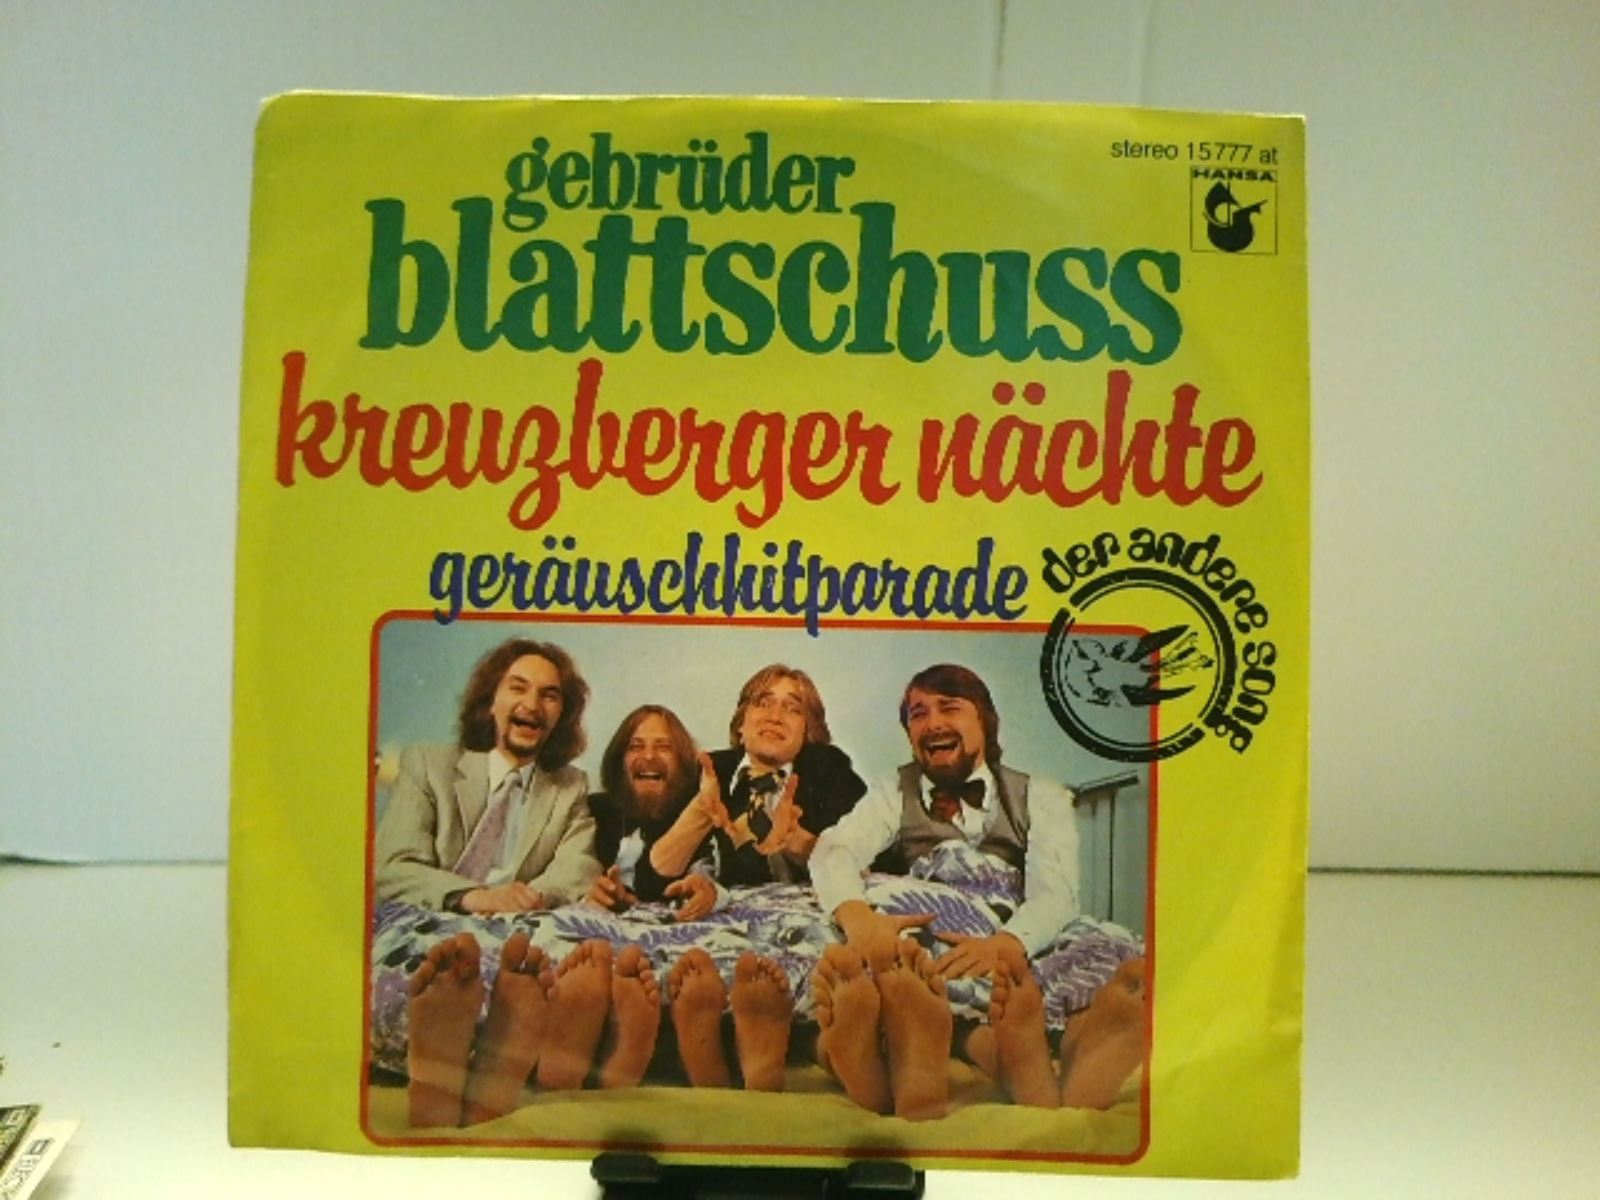 gebrüder
blattschuss
stereo 15777 at
HANSA
kreuzberger nächte
geräuschhitparade
der andere song